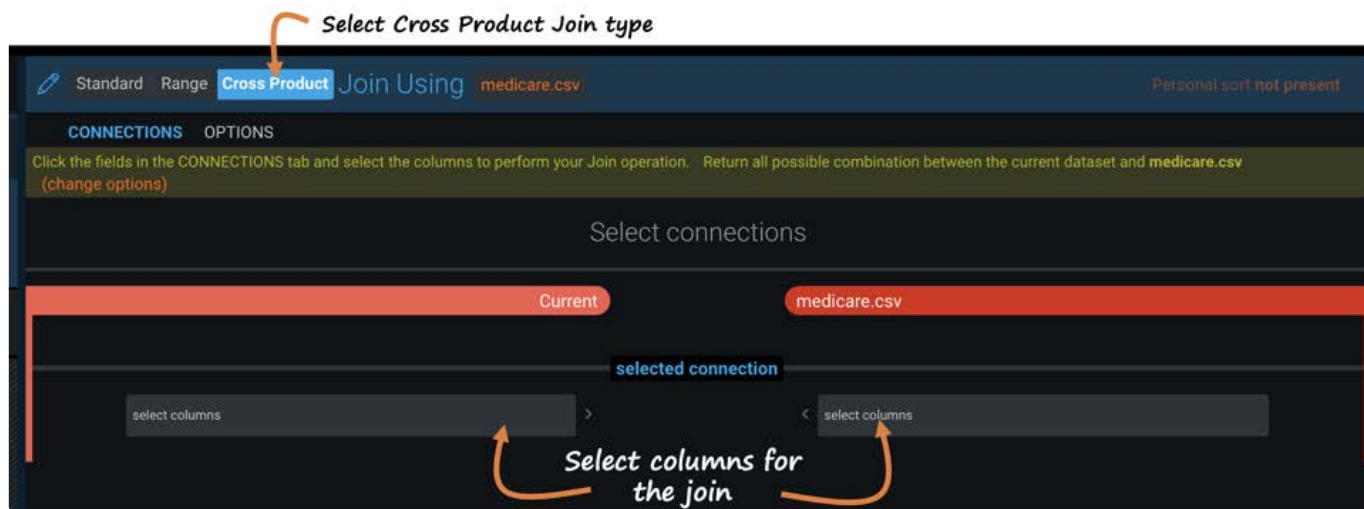 Select Cross Product Join type
Standard Range Cross Product Join Using medicare.csv Personal sort not present
CONNECTIONS OPTIONS
Click the fields in the CONNECTIONS tab and select the columns to perform your Join operation. Return all possible combination between the current dataset and medicare.csv
(change options)
Select connections
Current medicare.csv
selected connection
select columns > < select columns
Select columns for
the join